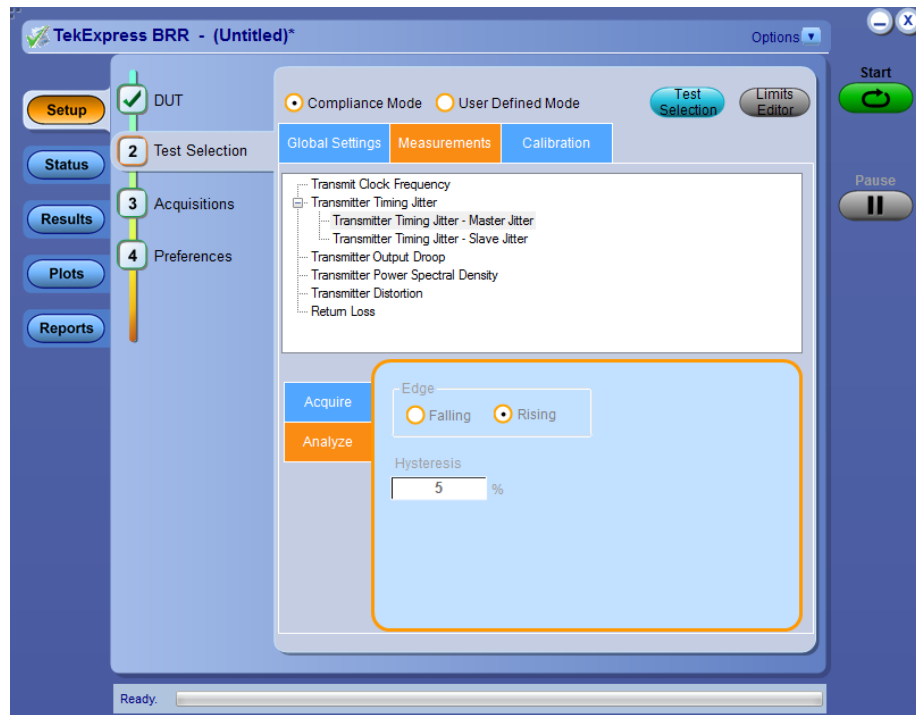 TekExpress BRR - (Untitled)*
Options
X
Start
Pause
Setup
Status
Results
Plots
Reports
DUT
2 Test Selection
3 Acquisitions
4 Preferences
Compliance Mode
User Defined Mode
Test Selection
Limits Editor
Global Settings
Measurements
Calibration
Transmit Clock Frequency
Transmitter Timing Jitter
Transmitter Timing Jitter - Master Jitter
Transmitter Timing Jitter - Slave Jitter
Transmitter Output Droop
Transmitter Power Spectral Density
Transmitter Distortion
Return Loss
Acquire
Analyze
Edge
Falling
Rising
Hysteresis
5 %
Ready.